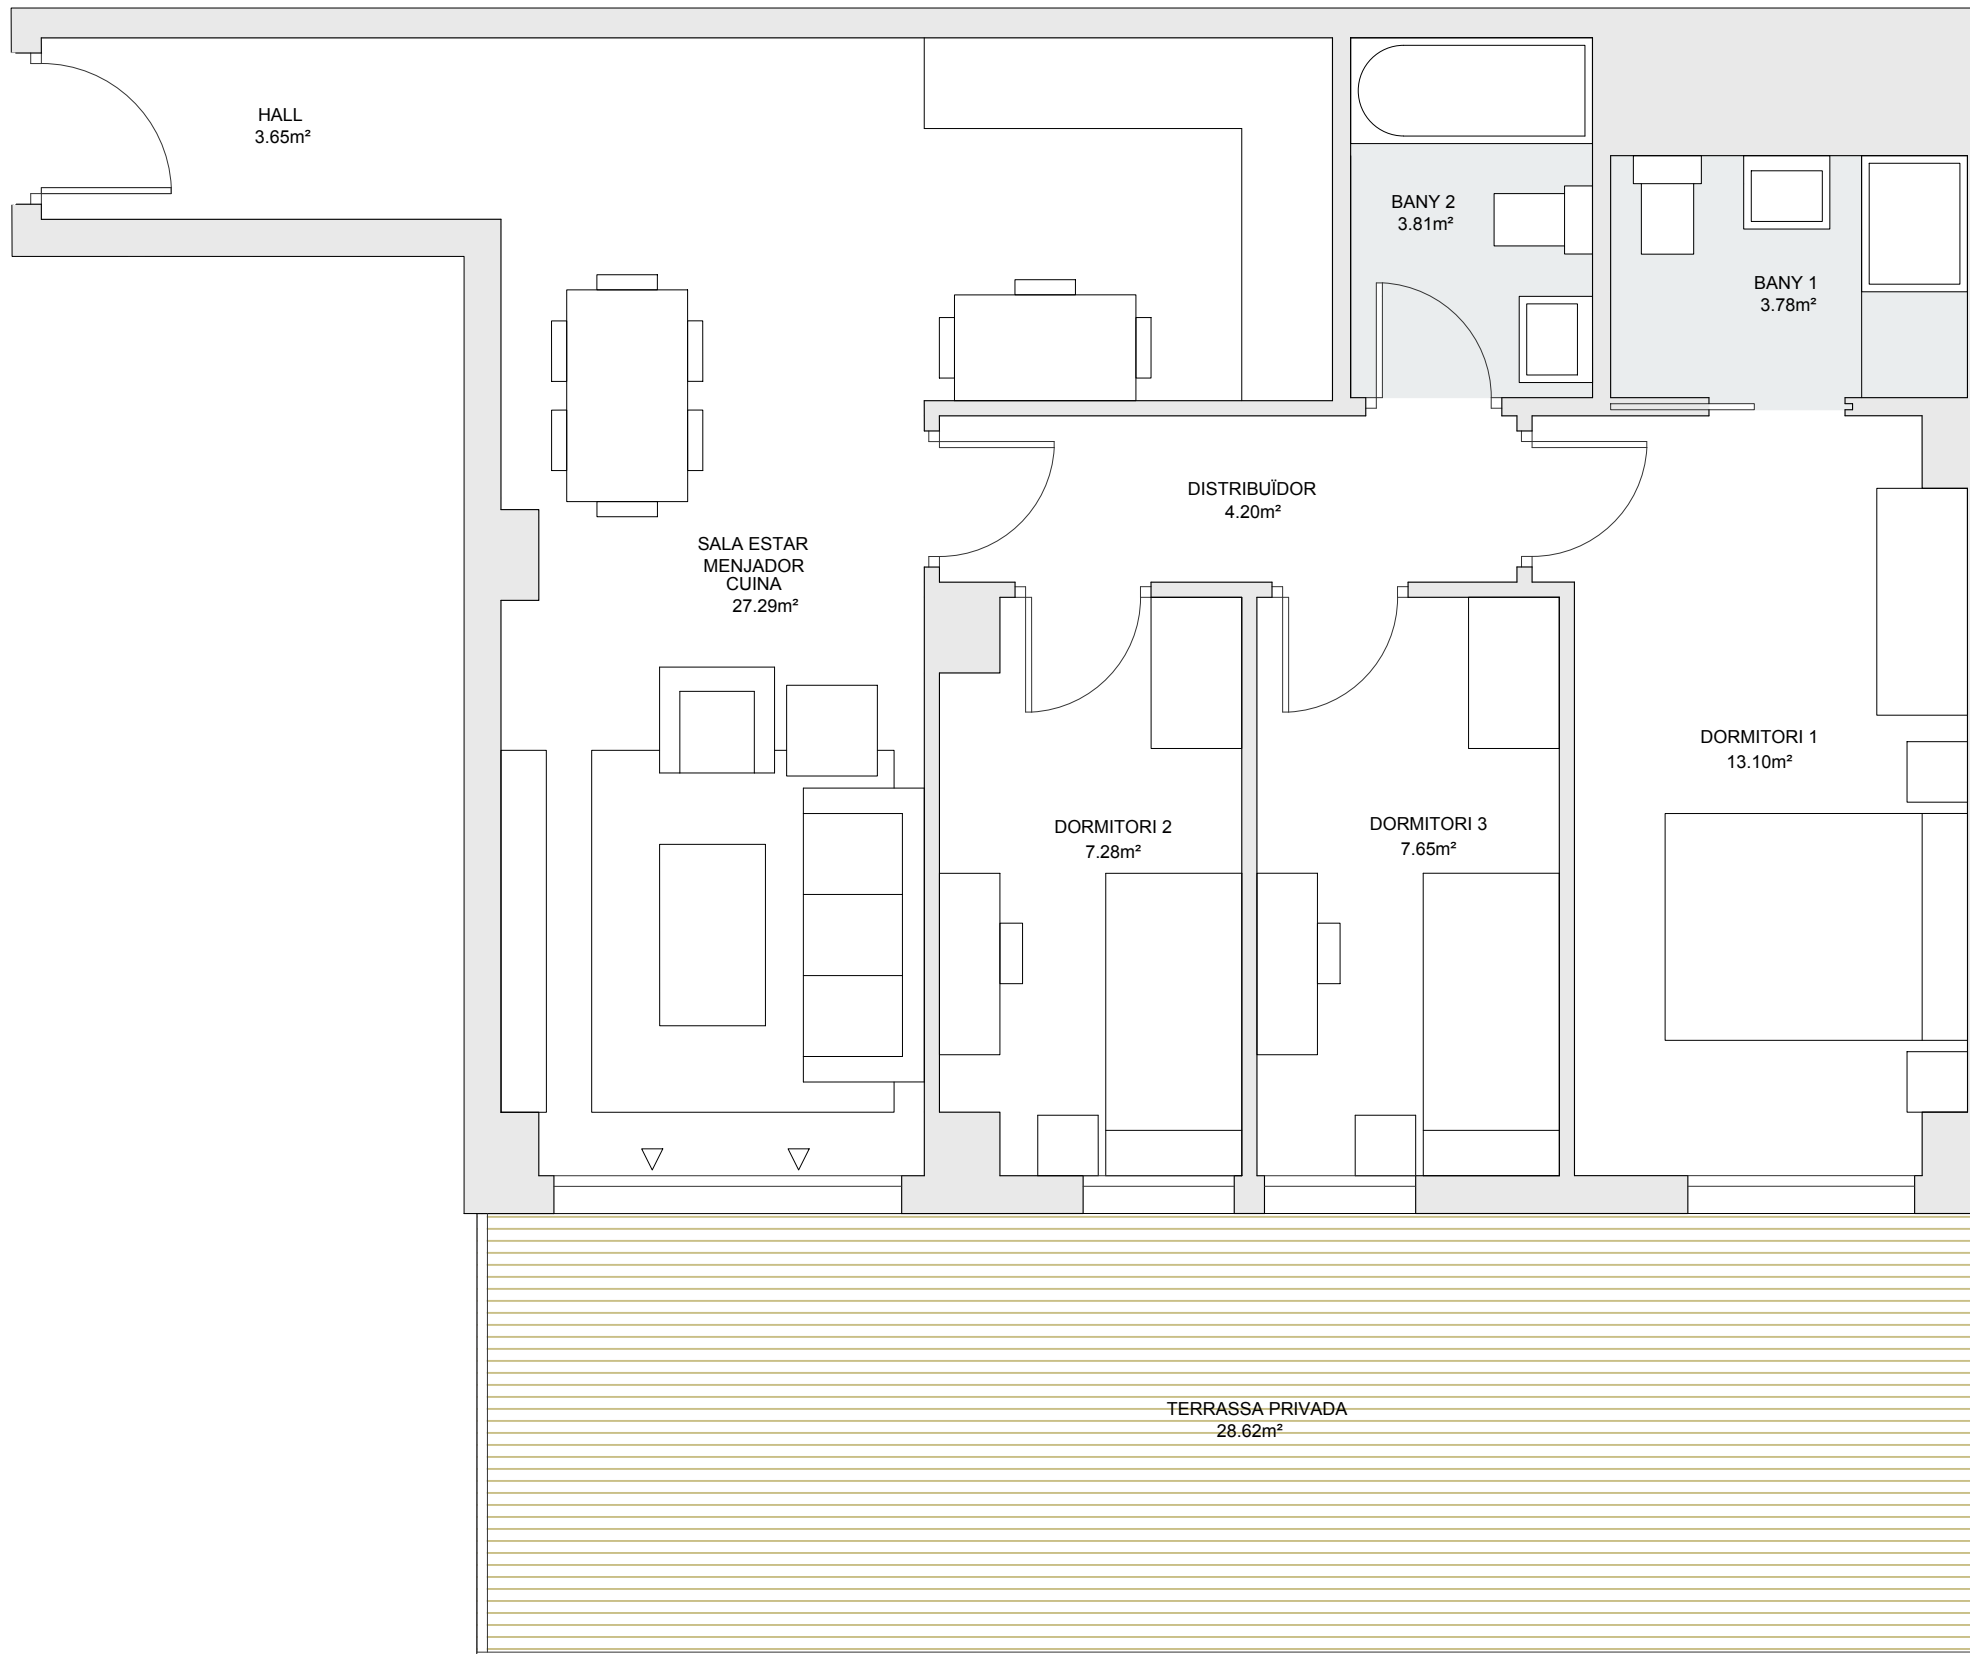 HALL
3.65m²
BANY 2
3.81m²
BANY 1
3.78m²
DISTRIBUÏDOR
4.20m²
SALA ESTAR
MENJADOR
CUINA
27.29m²
DORMITORI 1
13.10m²
DORMITORI 2
7.28m²
DORMITORI 3
7.65m²
TERRASSA PRIVADA
28.62m²